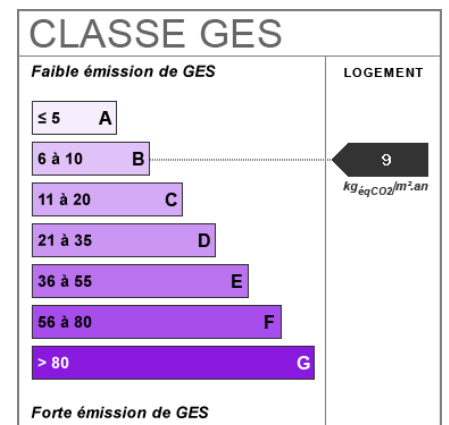 CLASSE GES
Faible émission de GES
LOGEMENT
≤ 5 A
6 à 10 B
9
kgéqCO2/m².an
11 à 20 C
21 à 35 D
36 à 55 E
56 à 80 F
> 80 G
Forte émission de GES